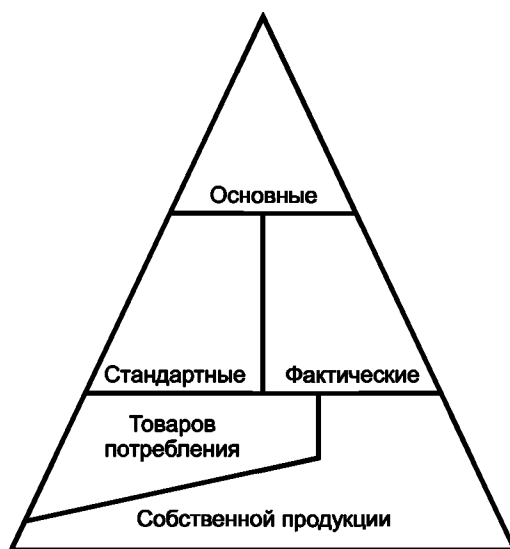 Основные
Стандартные
Фактические
Товаров
потребления
Собственной продукции